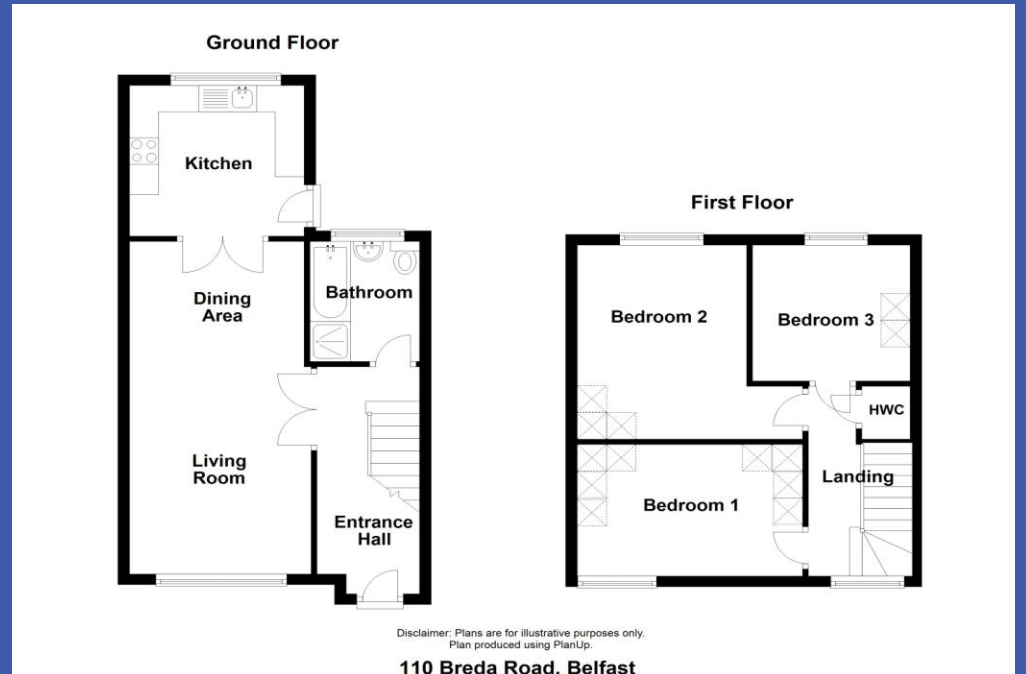 Ground Floor
Kitchen
Dining
Area
Bathroom
Living
Room
Entrance
Hall
First Floor
Bedroom 2
Bedroom 3
HWC
Landing
Bedroom 1
Disclaimer: Plans are for illustrative purposes only.
Plan produced using PlanUp.
110 Breda Road, Belfast